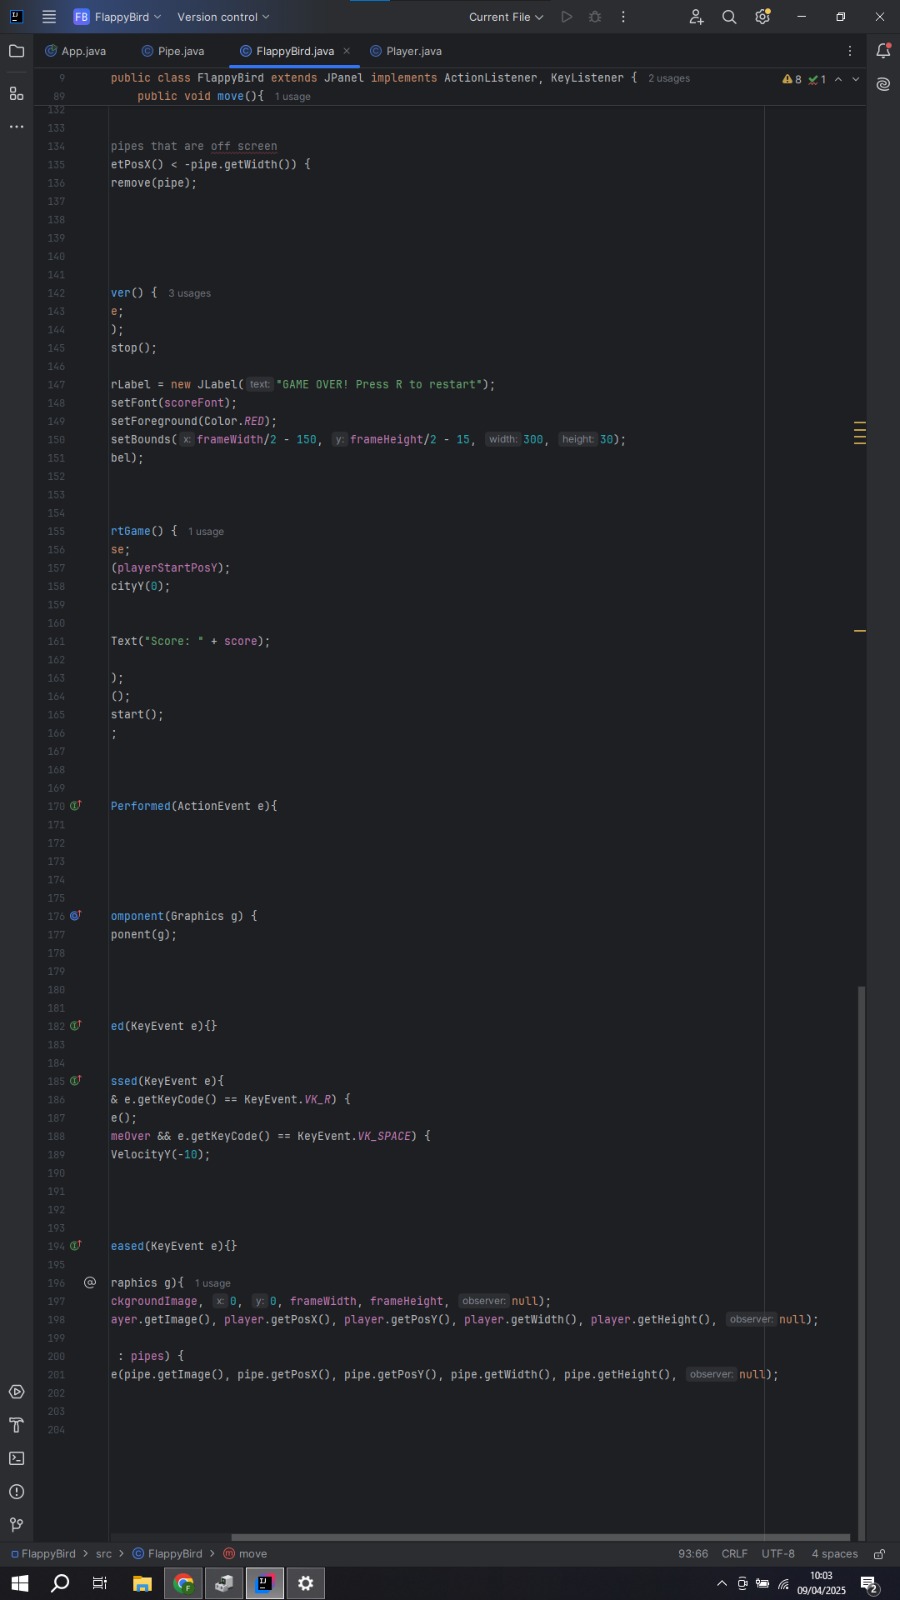 FB FlappyBird Version control Current File
App.java Pipe.java FlappyBird.java Player.java
9 public class FlappyBird extends JPanel implements ActionListener, KeyListener { 2 usages 8 1
89 public void move(){ 1 usage
132
133
134 pipes that are off screen
135 etPosX() < -pipe.getWidth()) {
136 remove(pipe);
137
138
139
140
141
142 ver() { 3 usages
143 e;
144 );
145 stop();
146
147 rLabel = new JLabel( text: "GAME OVER! Press R to restart");
148 setFont(scoreFont);
149 setForeground(Color.RED);
150 setBounds( x: frameWidth/2 - 150, y: frameHeight/2 - 15, width: 300, height: 30);
151 bel);
152
153
154
155 rtGame() { 1 usage
156 se;
157 (playerStartPosY);
158 cityY(0);
159
160
161 Text("Score: " + score);
162
163 );
164 ();
165 start();
166 ;
167
168
169
170 Performed(ActionEvent e){
171
172
173
174
175
176 omponent(Graphics g) {
177 ponent(g);
178
179
180
181
182 ed(KeyEvent e){}
183
184
185 ssed(KeyEvent e){
186 & e.getKeyCode() == KeyEvent.VK_R) {
187 e();
188 meOver && e.getKeyCode() == KeyEvent.VK_SPACE) {
189 VelocityY(-10);
190
191
192
193
194 eased(KeyEvent e){}
195
196 @ raphics g){ 1 usage
197 ckgroundImage, x: 0, y: 0, frameWidth, frameHeight, observer: null);
198 ayer.getImage(), player.getPosX(), player.getPosY(), player.getWidth(), player.getHeight(), observer: null);
199
200 : pipes) {
201 e(pipe.getImage(), pipe.getPosX(), pipe.getPosY(), pipe.getWidth(), pipe.getHeight(), observer: null);
202
203
204
FlappyBird > src > FlappyBird > move 93:66 CRLF UTF-8 4 spaces
10:03
09/04/2025
2